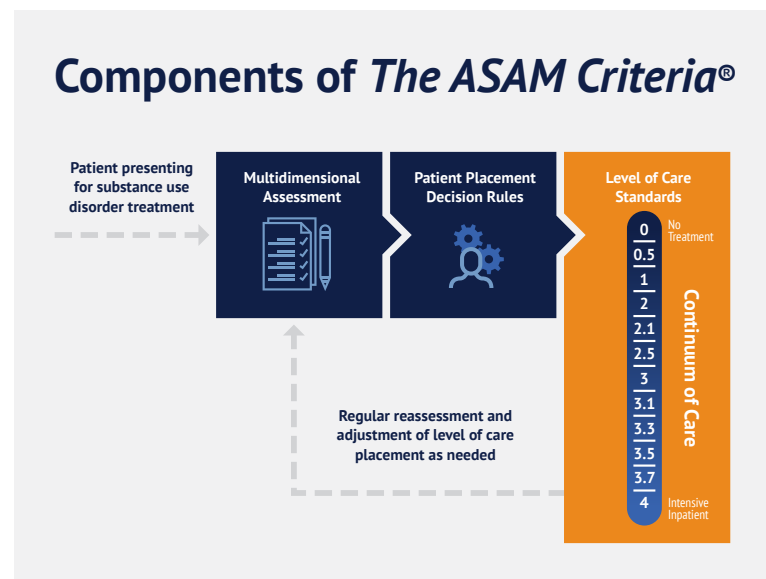 Components of The ASAM Criteria®
Patient presenting
for substance use
disorder treatment
Multidimensional
Assessment
Patient Placement
Decision Rules
Level of Care
Standards
0
No
Treatment
0.5
1
2
2.1
2.5
3
3.1
3.3
3.5
3.7
4
Intensive
Inpatient
Continuum of Care
Regular reassessment and
adjustment of level of care
placement as needed